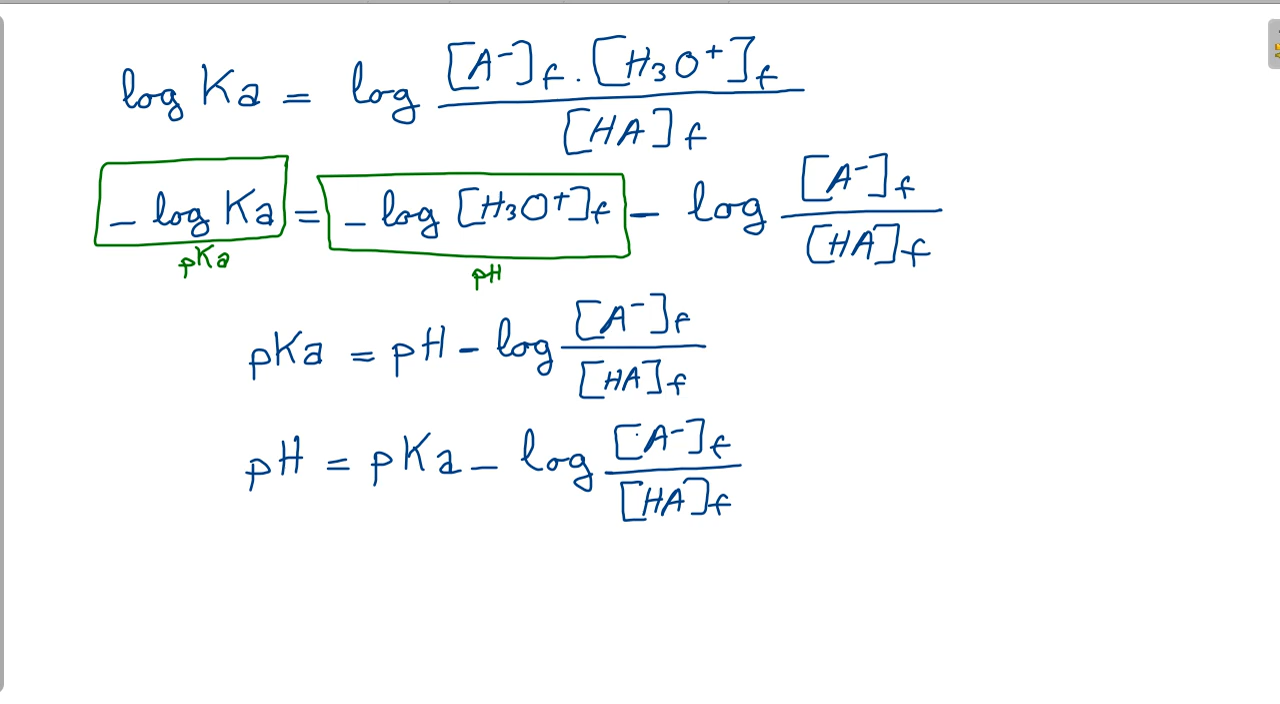 log Ka = log [A⁻]f . [H₃O⁺]f / [HA]f
- log Ka = - log [H₃O⁺]f - log [A⁻]f / [HA]f
pKa pH
pKa = pH - log [A⁻]f / [HA]f
pH = pKa - log [A⁻]f / [HA]f